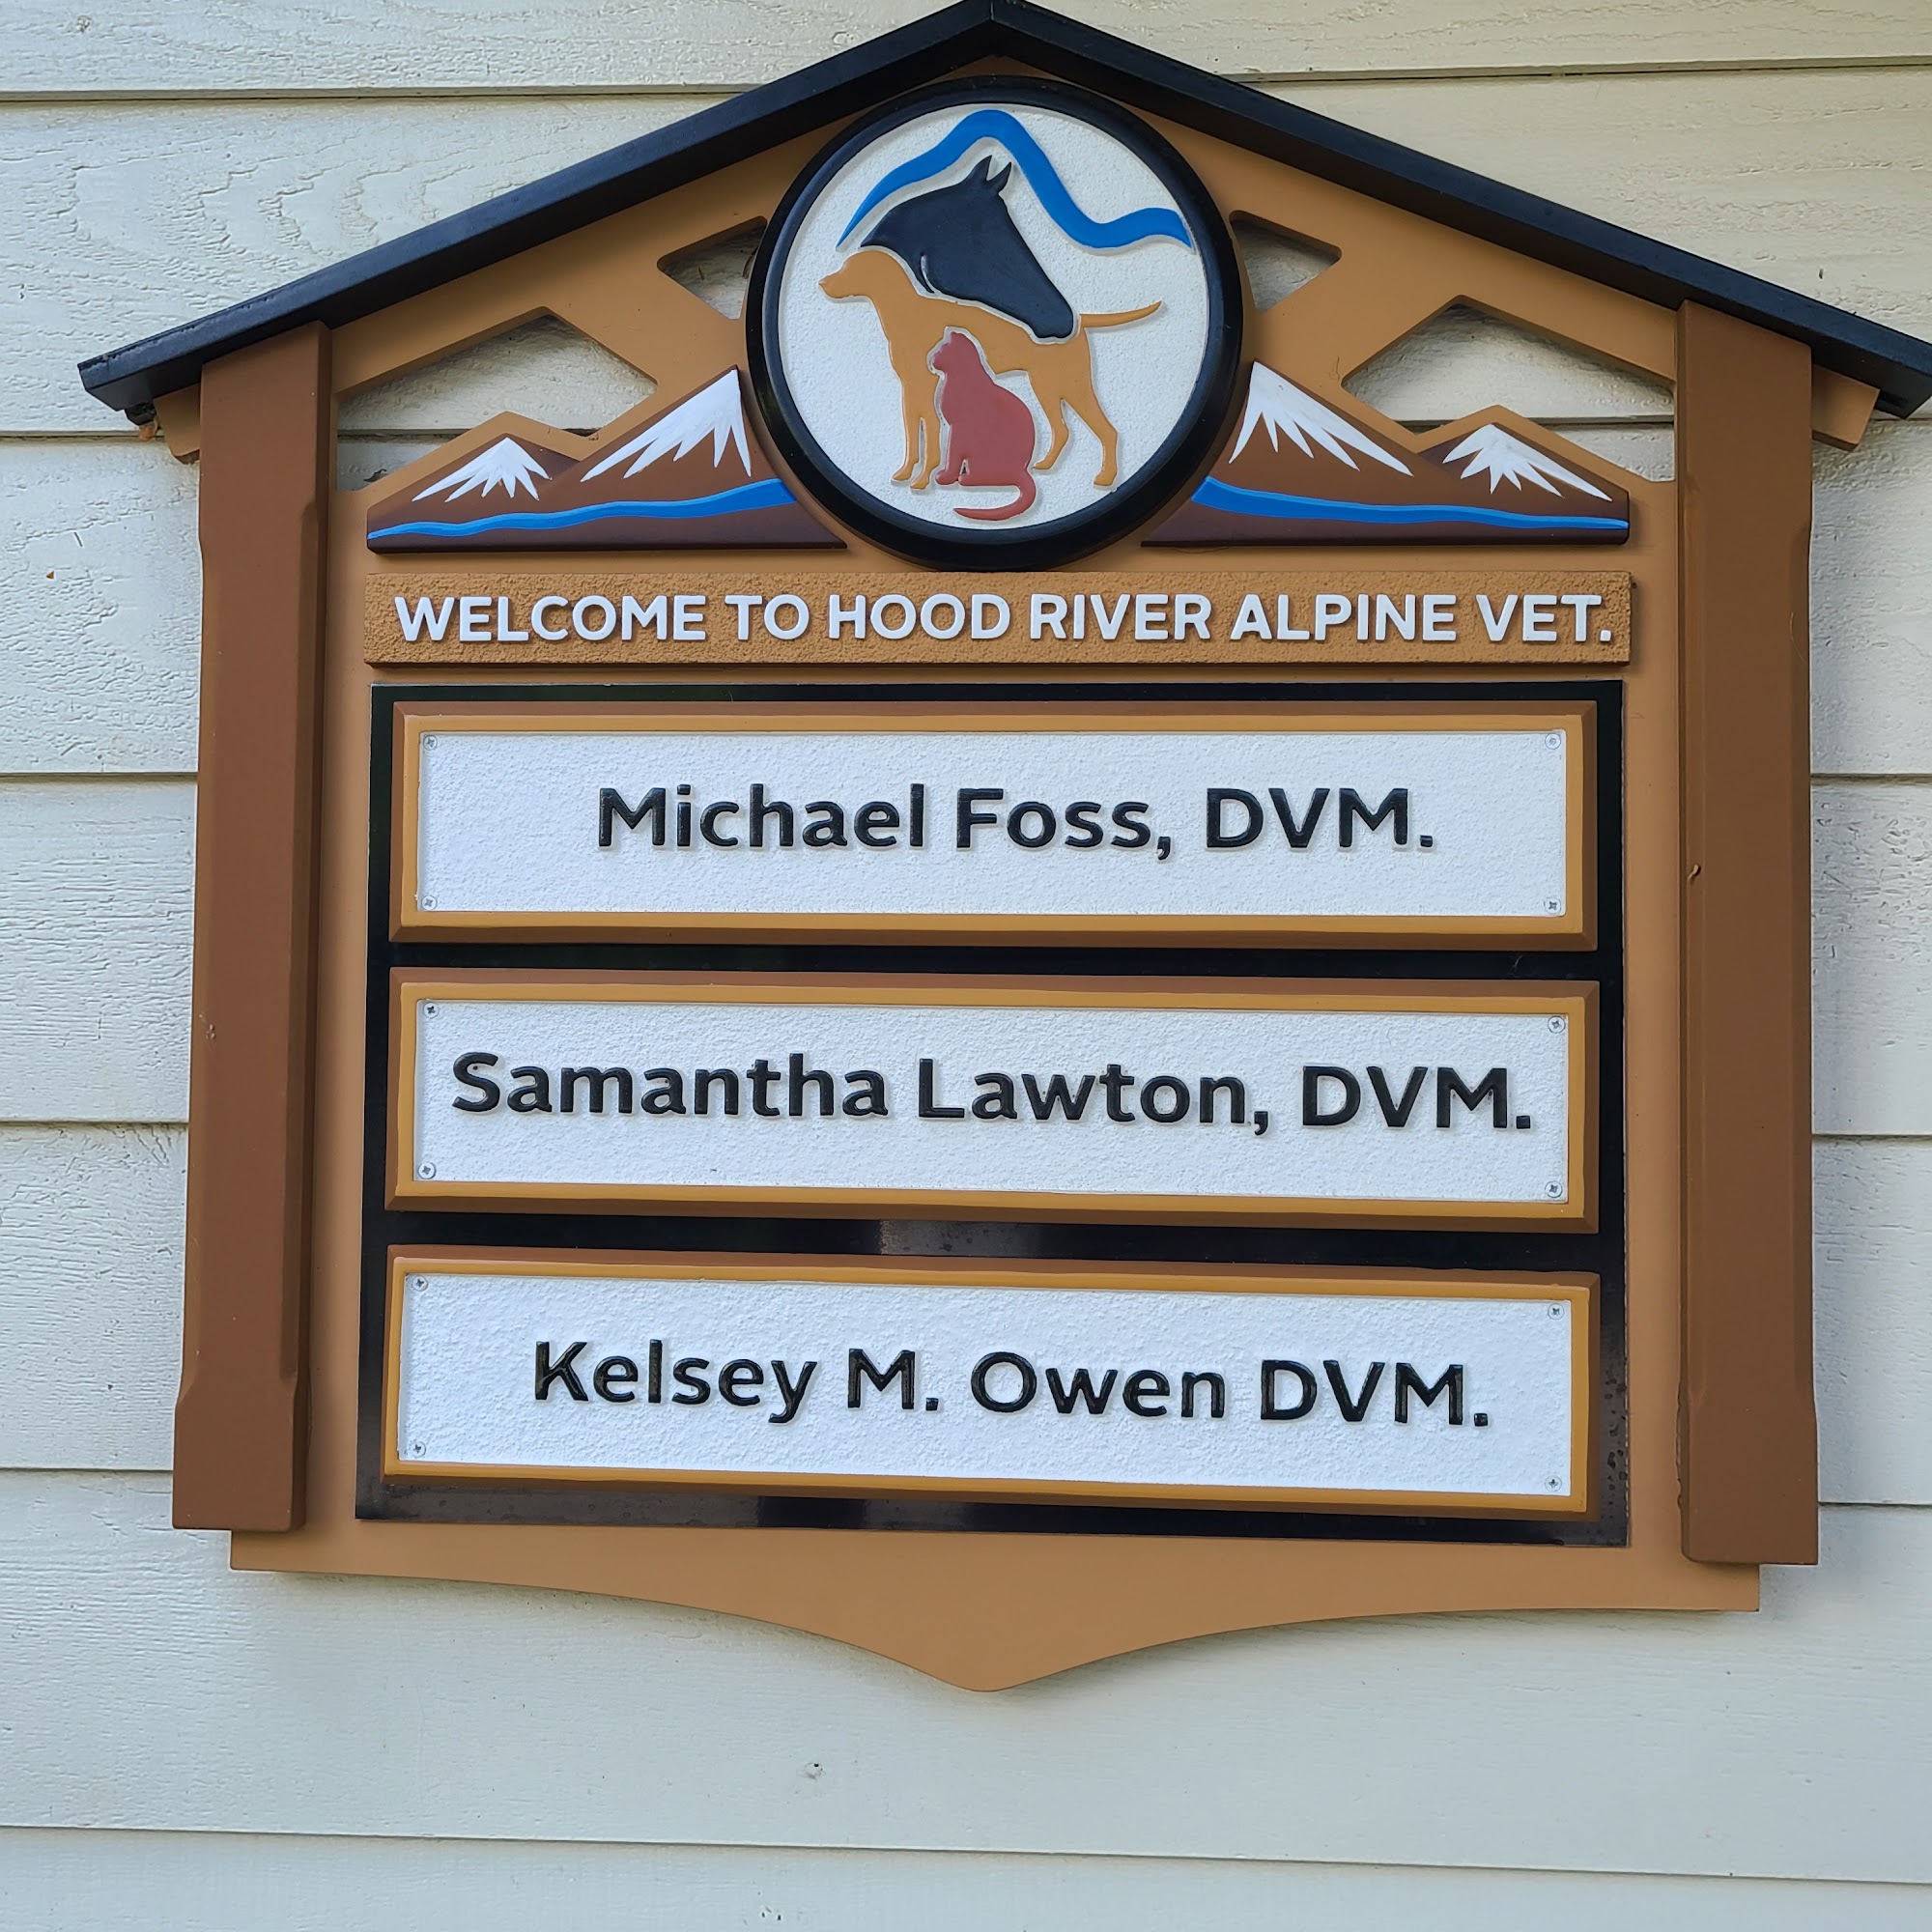 WELCOME TO HOOD RIVER ALPINE VET.
Michael Foss, DVM.
Samantha Lawton, DVM.
Kelsey M. Owen DVM.